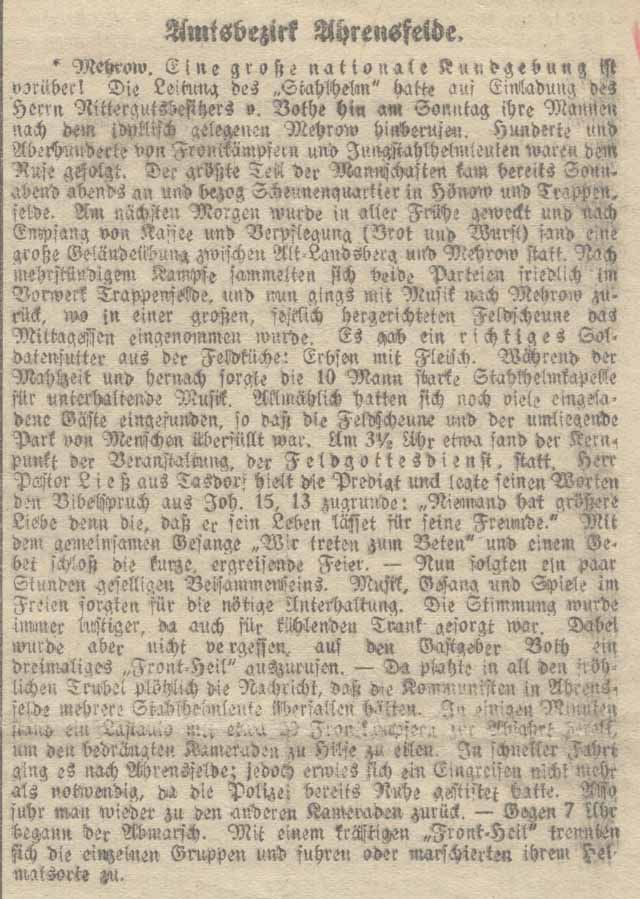 Amtsbezirk Ahrensfelde.
* Mehrow. Eine große nationale Kundgebung ist
vorüber! Die Leitung des „Stahlhelm“ hatte auf Einladung des
Herrn Rittergutsbesitzers v. Bothe hin am Sonntag ihre Mannen
nach dem idyllisch gelegenen Mehrow hinberufen. Hunderte und
Aberhunderte von Frontkämpfern und Jungstahlhelmleuten waren dem
Rufe gefolgt. Der größte Teil der Mannschaften kam bereits Sonn-
abend abends an und bezog Scheunenquartier in Hönow und Trappen-
felde. Am nächsten Morgen wurde in aller Frühe geweckt und nach
Empfang von Kaffee und Verpflegung (Brot und Wurst) fand eine
große Geländeübung zwischen Alt-Landsberg und Mehrow statt. Nach
mehrstündigem Kampfe sammelten sich beide Parteien friedlich im
Vorwerk Trappenfelde, und nun gings mit Musik nach Mehrow zu-
rück, wo in einer großen, festlich hergerichteten Feldscheune das
Mittagessen eingenommen wurde. Es gab ein richtiges Sol-
datenfutter aus der Feldküche: Erbsen mit Fleisch. Während der
Mahlzeit und hernach sorgte die 10 Mann starke Stahlhelmkapelle
für unterhaltende Musik. Allmählich hatten sich noch viele eingela-
dene Gäste eingefunden, so daß die Feldscheune und der umliegende
Park von Menschen überfüllt war. Um 3½ Uhr etwa fand der Kern-
punkt der Veranstaltung, der Feldgottesdienst, statt. Herr
Pastor Ließ aus Tasdorf hielt die Predigt und legte seinen Worten
den Bibelspruch aus Joh. 15, 13 zugrunde: „Niemand hat größere
Liebe denn die, daß er sein Leben lässet für seine Freunde.“ Mit
dem gemeinsamen Gesange „Wir treten zum Beten“ und einem Ge-
bet schloß die kurze, ergreifende Feier. — Nun folgten ein paar
Stunden geselligen Beisammenseins. Musik, Gesang und Spiele im
Freien sorgten für die nötige Unterhaltung. Die Stimmung wurde
immer lustiger, da auch für kühlenden Trank gesorgt war. Dabei
wurde aber nicht vergessen, auf den Gastgeber Both ein
dreimaliges „Front-Heil“ auszurufen. — Da platzte in all den fröh-
lichen Trubel plötzlich die Nachricht, daß die Kommunisten in Ahrens-
felde mehrere Stahlhelmleute überfallen hätten. In einigen Minuten
stand ein Lastauto mit etwa Frontkämpfern zur Abfahrt bereit,
um den bedrängten Kameraden zu Hilfe zu eilen. In schneller Fahrt
ging es nach Ahrensfelde; jedoch erwies sich ein Eingreifen nicht mehr
als notwendig, da die Polizei bereits Ruhe gestiftet hatte. Also
fuhr man wieder zu den anderen Kameraden zurück. — Gegen 7 Uhr
begann der Abmarsch. Mit einem kräftigen „Front-Heil“ trennten
sich die einzelnen Gruppen und fuhren oder marschierten ihrem Hei-
matsorte zu.